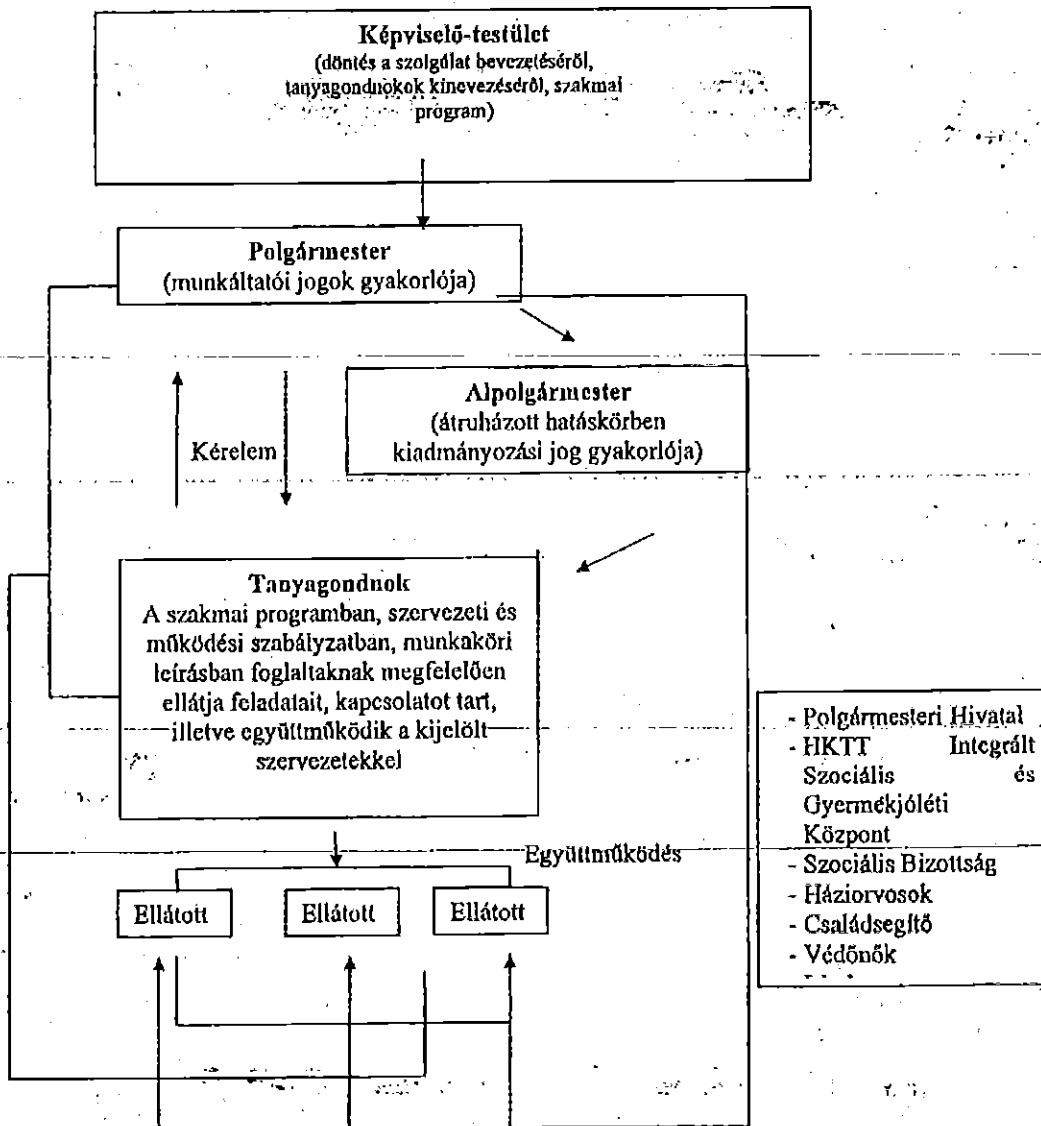 Képviselő-testület
(döntés a szolgálat bevezetéséről,
tanyagondnokok kinevezéséről, szakmai
program)
Polgármester
(munkáltatói jogok gyakorlója)
Alpolgármester
(átruházott hatáskörben
kiadmányozási jog gyakorlója)
Kérelem
Tanyagondnok
A szakmai programban, szervezeti és
működési szabályzatban, munkaköri
leírásban foglaltaknak megfelelően
ellátja feladatait, kapcsolatot tart,
illetve együttműködik a kijelölt
szervezetekkel
- Polgármesteri Hivatal
- HKTT Integrált
Szociális és
Gyermekjóléti
Központ
- Szociális Bizottság
- Háziorvosok
- Családsegítő
- Védőnők
Együttműködés
Ellátott
Ellátott
Ellátott